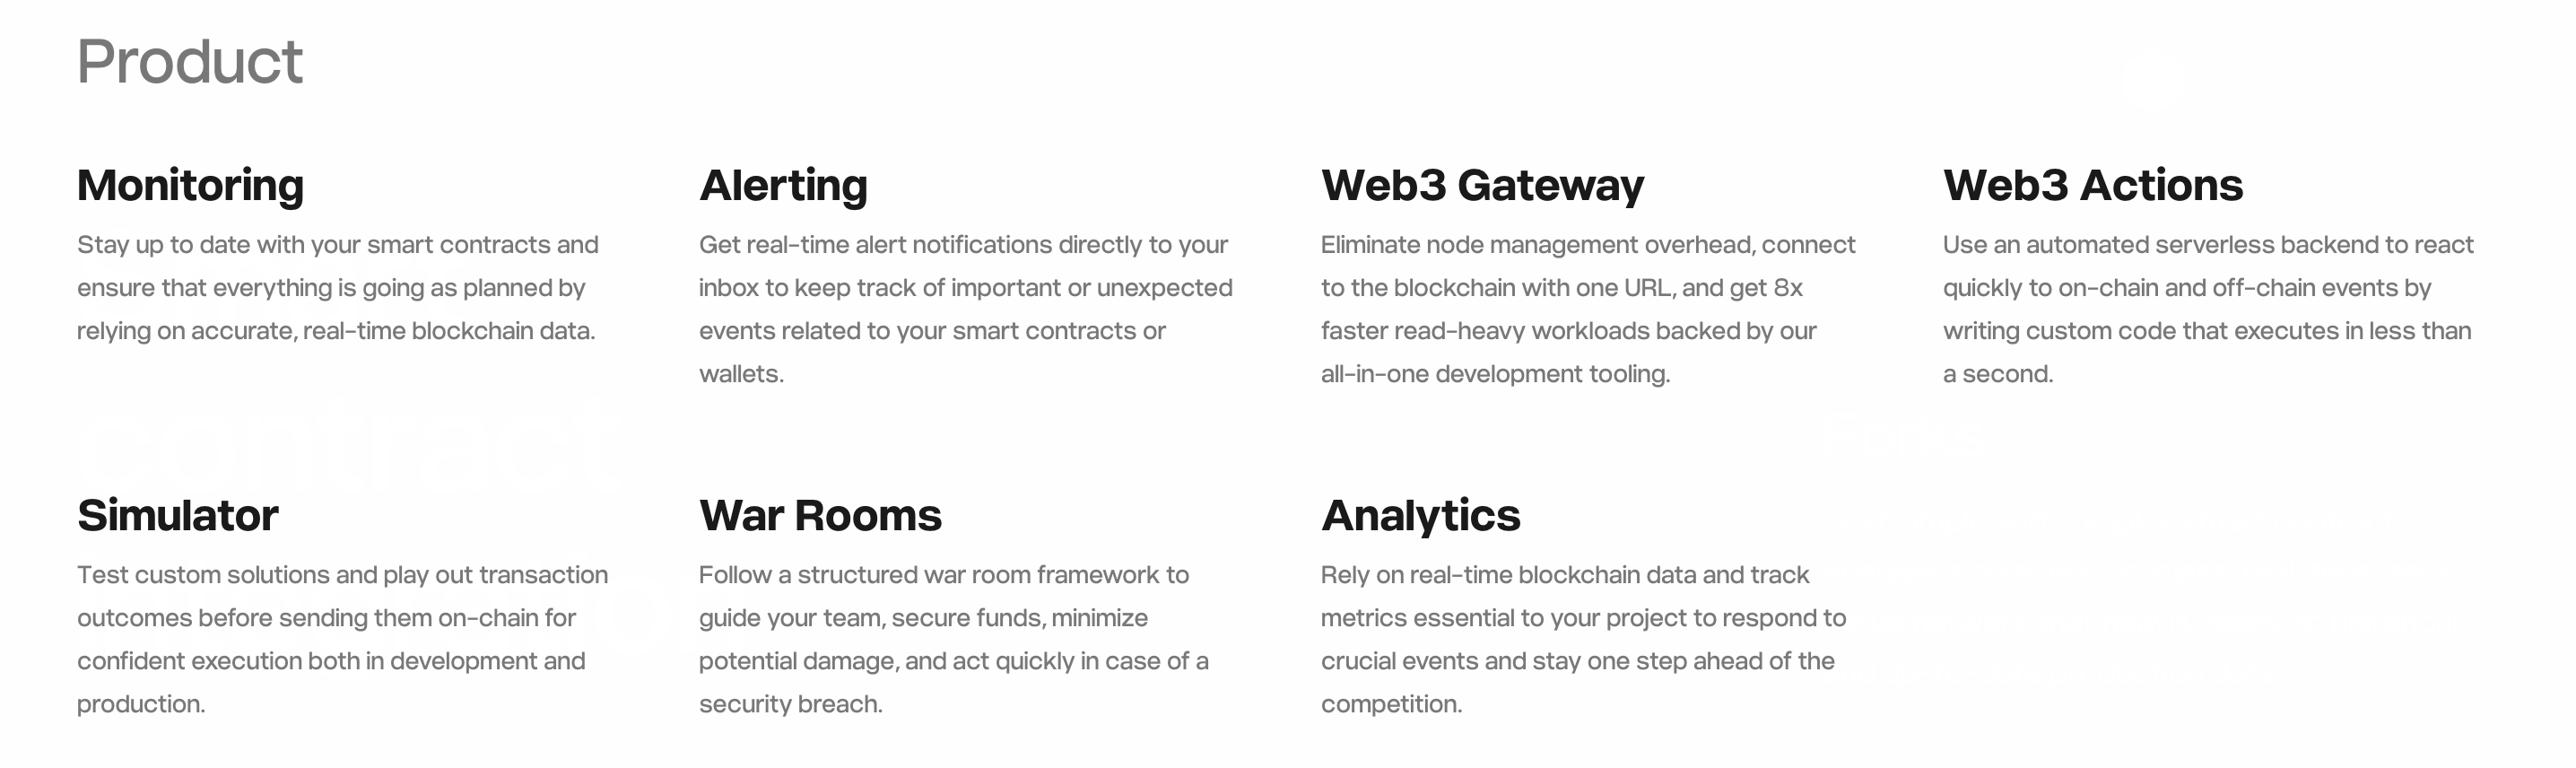 Product
Monitoring
Stay up to date with your smart contracts and
ensure that everything is going as planned by
relying on accurate, real-time blockchain data.
Alerting
Get real-time alert notifications directly to your
inbox to keep track of important or unexpected
events related to your smart contracts or
wallets.
Web3 Gateway
Eliminate node management overhead, connect
to the blockchain with one URL, and get 8x
faster read-heavy workloads backed by our
all-in-one development tooling.
Web3 Actions
Use an automated serverless backend to react
quickly to on-chain and off-chain events by
writing custom code that executes in less than
a second.
contract
Simulator
Test custom solutions and play out transaction
outcomes before sending them on-chain for
confident execution both in development and
production.
War Rooms
Follow a structured war room framework to
guide your team, secure funds, minimize
potential damage, and act quickly in case of a
security breach.
Analytics
Rely on real-time blockchain data and track
metrics essential to your project to respond to
crucial events and stay one step ahead of the
competition.